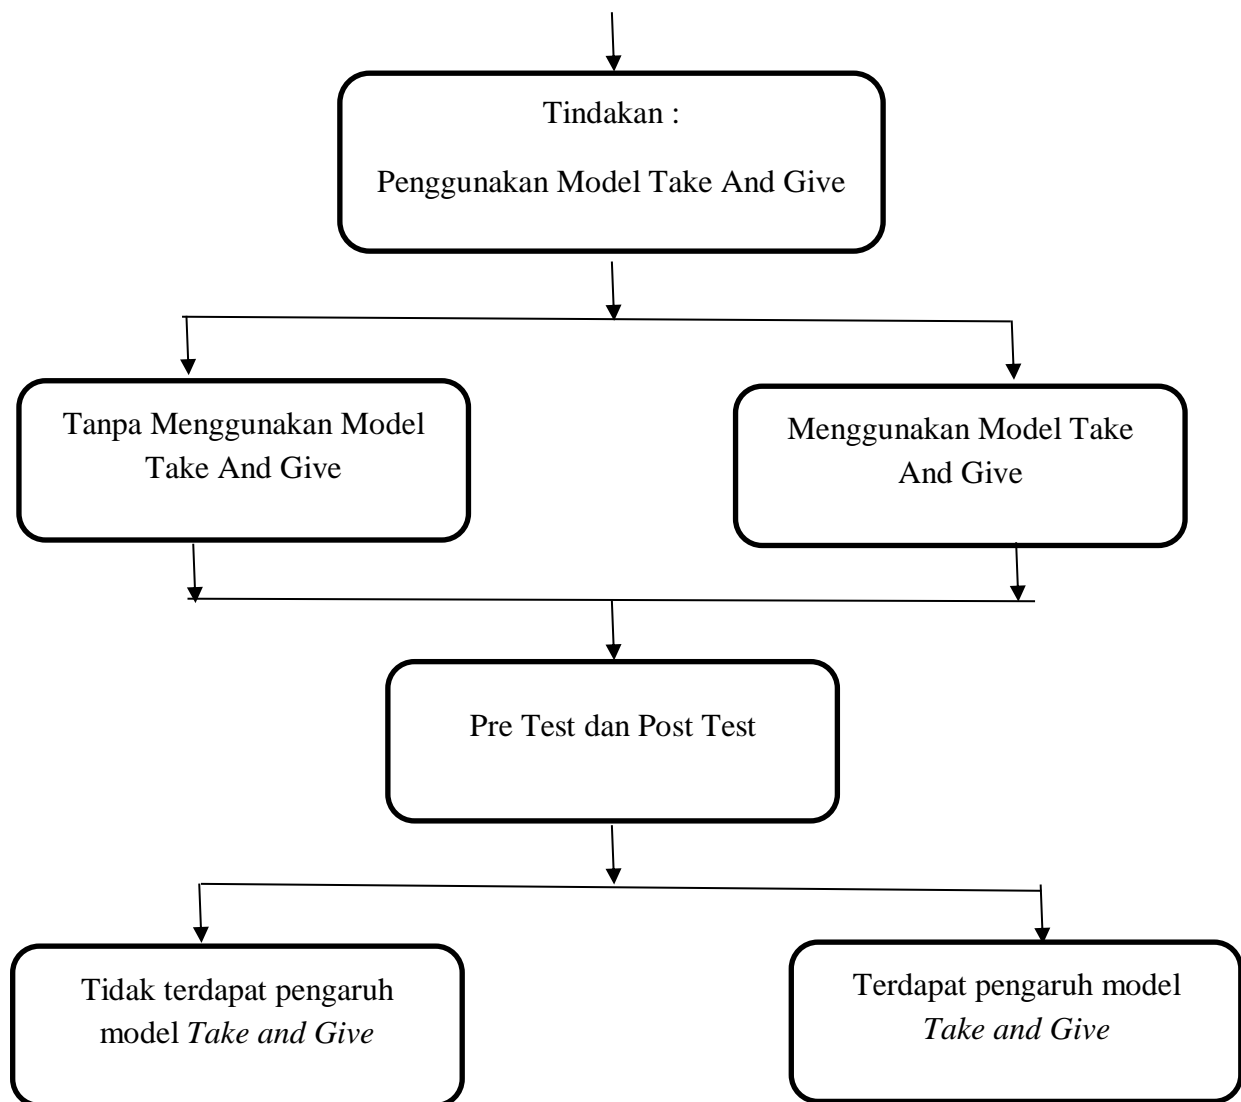 Tindakan :
Penggunakan Model Take And Give
Tanpa Menggunakan Model
Take And Give
Menggunakan Model Take
And Give
Pre Test dan Post Test
Tidak terdapat pengaruh
model Take and Give
Terdapat pengaruh model
Take and Give